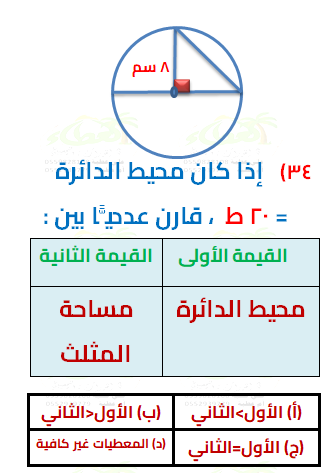 ٨ سم
٣٤) إذا كان محيط الدائرة
= ٢٠ ط ، قارن عدديًّا بين :
القيمة الأولى القيمة الثانية
محيط الدائرة مساحة
المثلث
(أ) الأول>الثاني (ب) الأول<الثاني
(ج) الأول=الثاني (د) المعطيات غير كافية